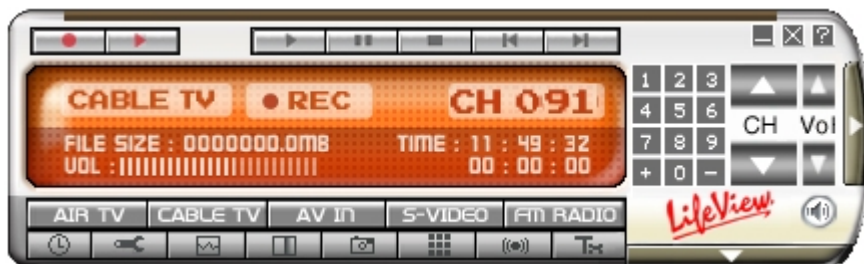 CABLE TV REC CH 091
FILE SIZE : 0000000.0MB TIME : 11 : 49 : 32
VOL : 00 : 00 : 00
1 2 3
4 5 6
7 8 9
+ 0 −
CH Vol
AIR TV CABLE TV AV IN S-VIDEO FM RADIO
LifeView
Tx
?